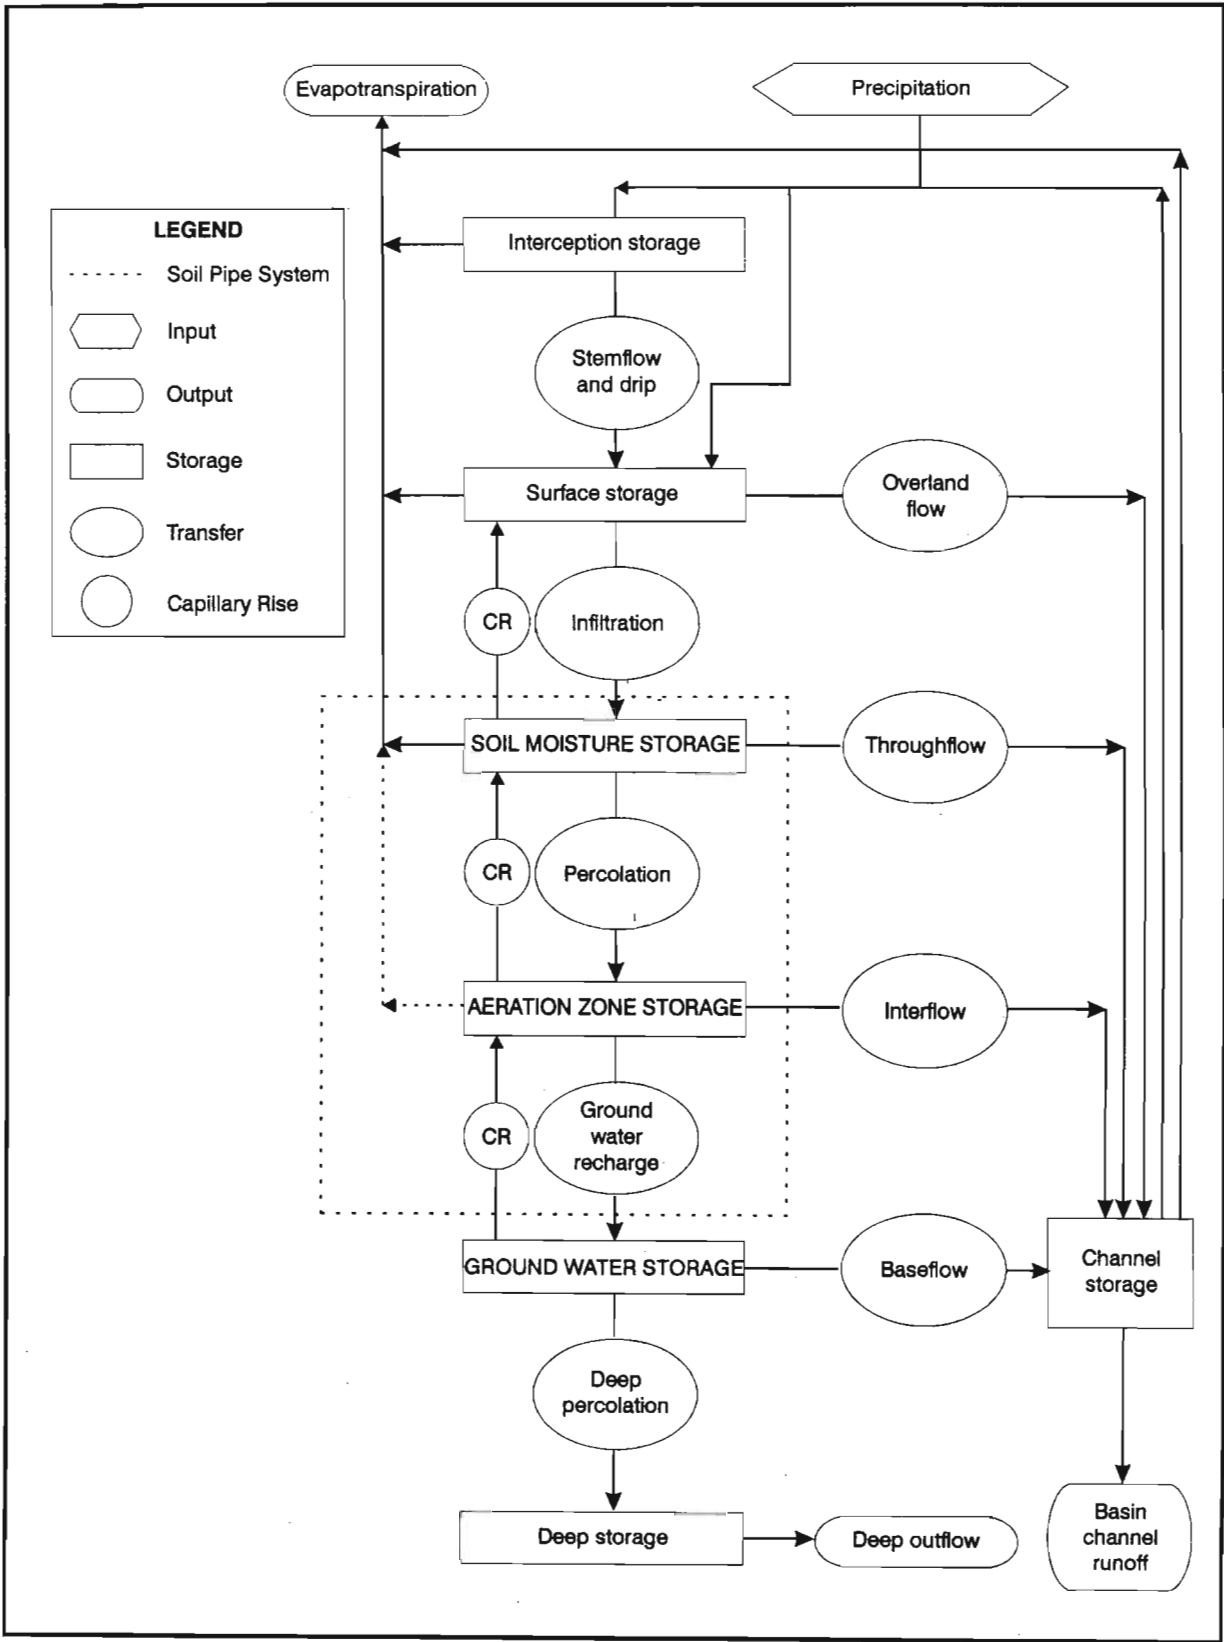 Evapotranspiration
Precipitation
LEGEND
Soil Pipe System
Input
Output
Storage
Transfer
Capillary Rise
Interception storage
Stemflow
and drip
Surface storage
Overland
flow
CR
Infiltration
SOIL MOISTURE STORAGE
Throughflow
CR
Percolation
AERATION ZONE STORAGE
Interflow
CR
Ground
water
recharge
GROUND WATER STORAGE
Baseflow
Channel
storage
Deep
percolation
Deep storage
Deep outflow
Basin
channel
runoff